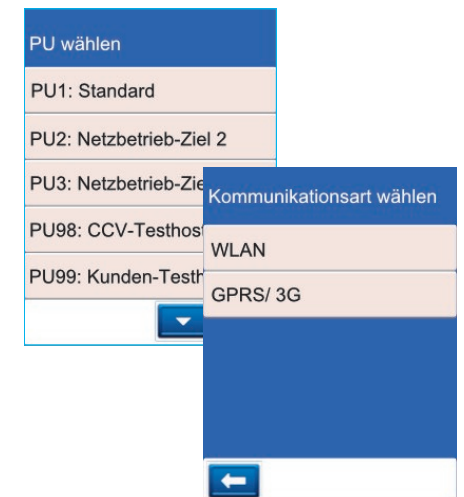 PU wählen
PU1: Standard
PU2: Netzbetrieb-Ziel 2
PU3: Netzbetrieb-Zie
PU98: CCV-Testhos
PU99: Kunden-Testh
Kommunikationsart wählen
WLAN
GPRS/ 3G